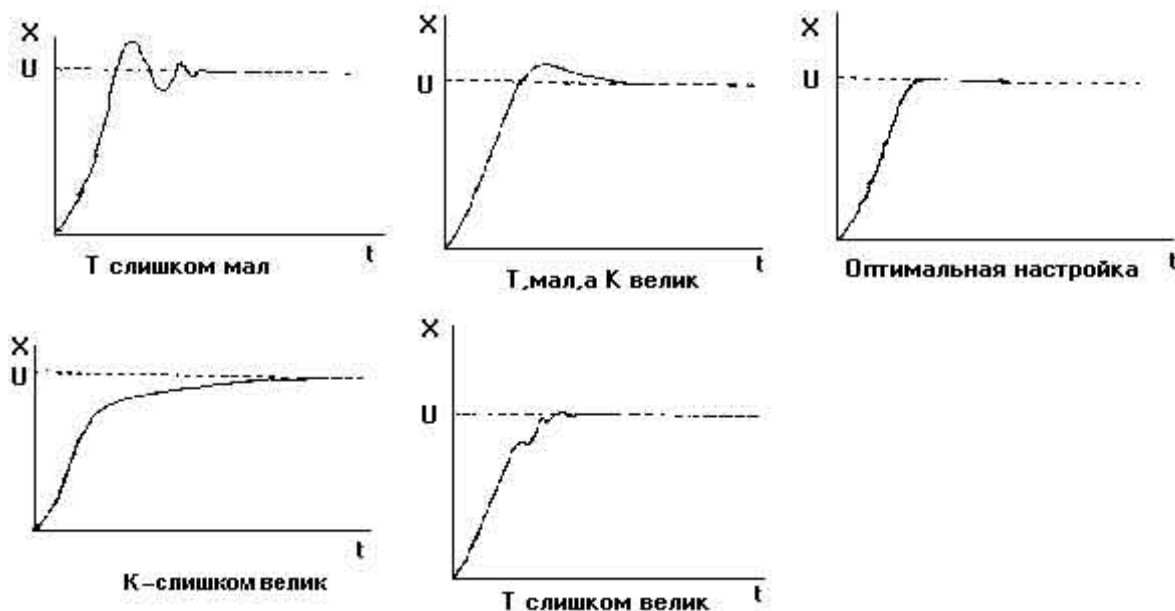 X
U
t
T слишком мал
X
U
t
T,мал,а K велик
X
U
t
Оптимальная настройка
X
U
t
K-слишком велик
X
U
t
T слишком велик